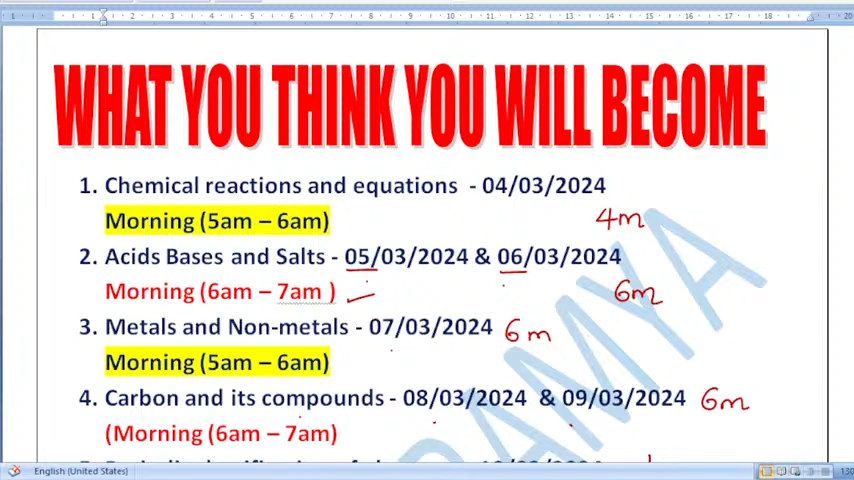 WHAT YOU THINK YOU WILL BECOME
1. Chemical reactions and equations - 04/03/2024
Morning (5am – 6am)
4m
2. Acids Bases and Salts - 05/03/2024 & 06/03/2024
Morning (6am – 7am )
6m
3. Metals and Non-metals - 07/03/2024 6m
Morning (5am – 6am)
4. Carbon and its compounds - 08/03/2024 & 09/03/2024 6m
(Morning (6am – 7am)
RAMYA
English (United States)
130